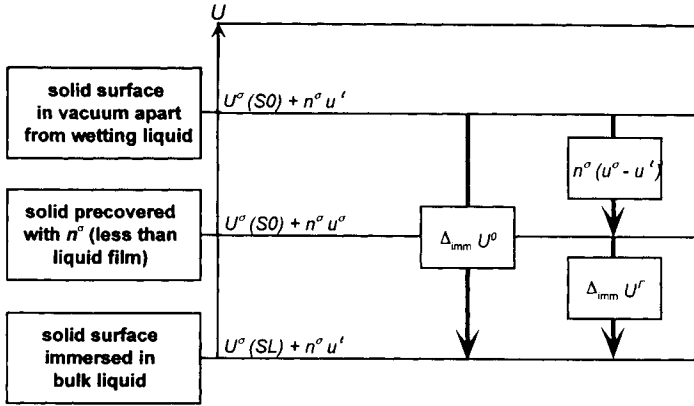 U
solid surface
in vacuum apart
from wetting liquid
U^σ (S0) + n^σ u^ℓ
n^σ (u^σ - u^ℓ)
solid precovered
with n^σ (less than
liquid film)
U^σ (S0) + n^σ u^σ
Δ_imm U^0
Δ_imm U^Γ
solid surface
immersed in
bulk liquid
U^σ (SL) + n^σ u^ℓ